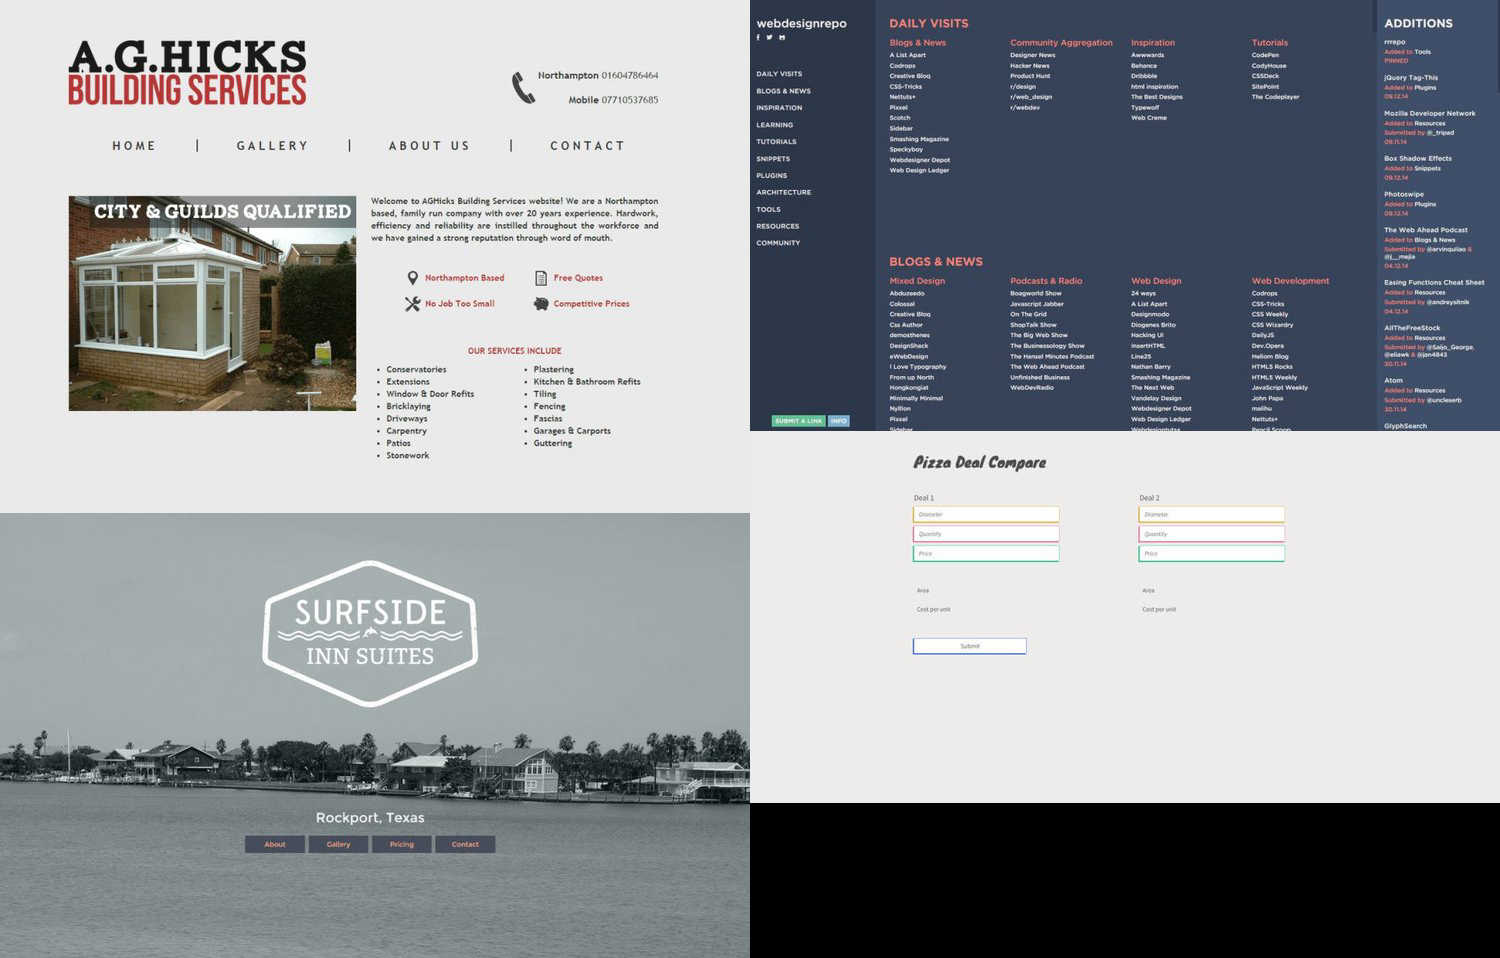 A.G.HICKS
BUILDING SERVICES
Northampton 01604786464
Mobile 07710537685
HOME | GALLERY | ABOUT US | CONTACT
CITY & GUILDS QUALIFIED
Welcome to AGHicks Building Services website! We are a Northampton
based, family run company with over 20 years experience. Hardwork,
efficiency and reliability are instilled throughout the workforce and
we have gained a strong reputation through word of mouth.
Northampton Based
Free Quotes
No Job Too Small
Competitive Prices
OUR SERVICES INCLUDE
• Conservatories
• Extensions
• Window & Door Refits
• Bricklaying
• Driveways
• Carpentry
• Patios
• Stonework
• Plastering
• Kitchen & Bathroom Refits
• Tiling
• Fencing
• Fascias
• Garages & Carports
• Guttering
webdesignrepo
DAILY VISITS
BLOGS & NEWS
INSPIRATION
LEARNING
TUTORIALS
SNIPPETS
PLUGINS
ARCHITECTURE
TOOLS
RESOURCES
COMMUNITY
SUBMIT A LINK
INFO
DAILY VISITS
Blogs & News
A List Apart
Codrops
Creative Bloq
CSS-Tricks
Nettuts+
Pixxel
Scotch
Sidebar
Smashing Magazine
Speckyboy
Webdesigner Depot
Web Design Ledger
Community Aggregation
Designer News
Hacker News
Product Hunt
r/design
r/web_design
r/webdev
Inspiration
Awwwards
Behance
Dribbble
html inspiration
The Best Designs
Typewolf
Web Creme
Tutorials
CodePen
CodyHouse
CSSDeck
SitePoint
The Codeplayer
BLOGS & NEWS
Mixed Design
Abduzeedo
Colossal
Creative Bloq
Css Author
demosthenes
DesignShack
eWebDesign
I Love Typography
From up North
Hongkongiat
Minimally Minimal
Nyllion
Pixxel
Sidebar
Podcasts & Radio
Boagworld Show
Javascript Jabber
On The Grid
ShopTalk Show
The Big Web Show
The Businessology Show
The Hansel Minutes Podcast
The Web Ahead Podcast
Unfinished Business
WebDevRadio
Web Design
24 ways
A List Apart
Designmodo
Diogenes Brito
Hacking UI
insertHTML
Line25
Nathan Barry
Smashing Magazine
The Next Web
Vandelay Design
Webdesigner Depot
Web Design Ledger
Webdesigntuts+
Web Development
Codrops
CSS-Tricks
CSS Weekly
CSS Wizardry
DailyJS
Dev.Opera
Heliom Blog
HTML5 Rocks
HTML5 Weekly
JavaScript Weekly
John Papa
malihu
Nettuts+
Pencil Scoop
ADDITIONS
rrrepo
Added to Tools
PINNED
jQuery Tag-This
Added to Plugins
09.12.14
Mozilla Developer Network
Added to Resources
Submitted by @_tripad
09.11.14
Box Shadow Effects
Added to Snippets
09.12.14
Photoswipe
Added to Plugins
09.12.14
The Web Ahead Podcast
Added to Blogs & News
Submitted by @arvinquilao &
@j__mejia
04.12.14
Easing Functions Cheat Sheet
Added to Resources
Submitted by @andreysitnik
04.12.14
AllTheFreeStock
Added to Resources
Submitted by @Saijo_George,
@eliawk & @jan4843
30.11.14
Atom
Added to Resources
Submitted by @uncleserb
30.11.14
GlyphSearch
SURFSIDE
INN SUITES
Rockport, Texas
About
Gallery
Pricing
Contact
Pizza Deal Compare
Deal 1
Diameter
Quantity
Price
Area
Cost per unit
Submit
Deal 2
Diameter
Quantity
Price
Area
Cost per unit